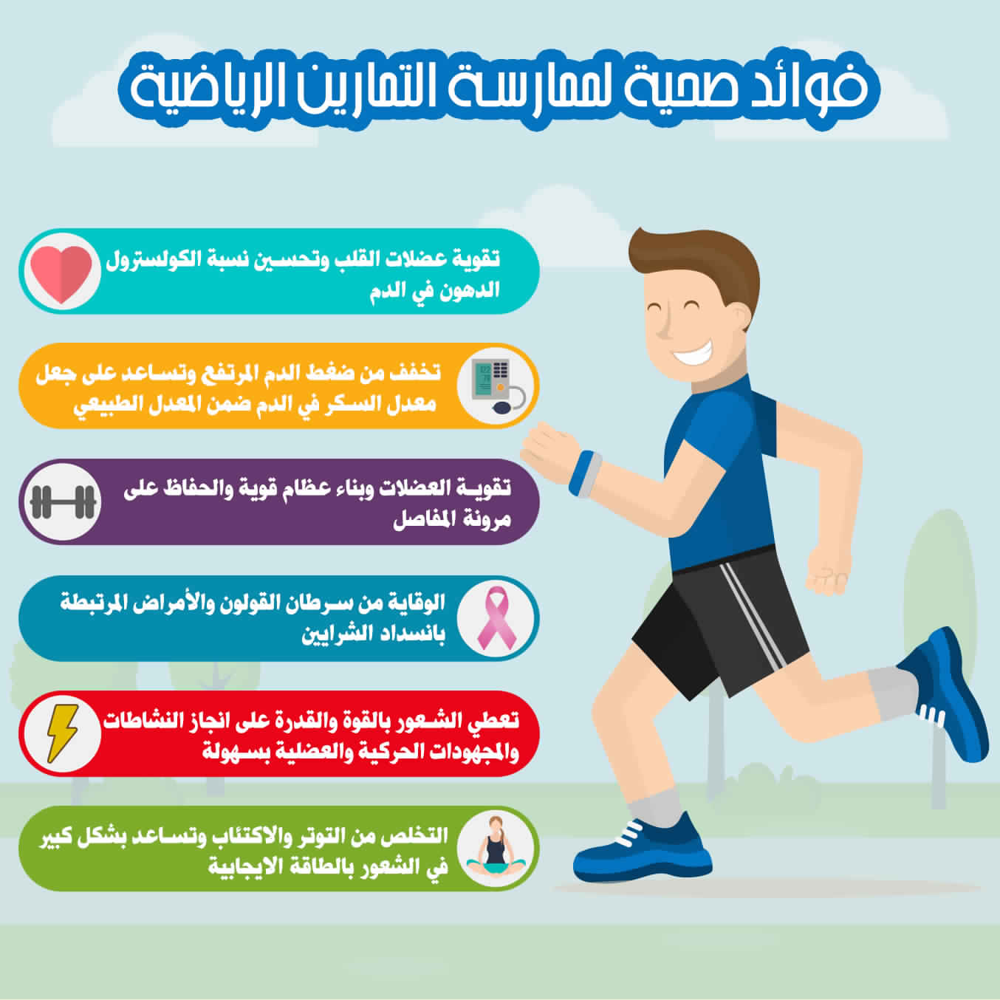 فوائد صحية لممارسة التمارين الرياضية
تقوية عضلات القلب وتحسين نسبة الكولسترول
الدهون في الدم
تخفف من ضغط الدم المرتفع وتساعد على جعل
معدل السكر في الدم ضمن المعدل الطبيعي
تقوية العضلات وبناء عظام قوية والحفاظ على
مرونة المفاصل
الوقاية من سرطان القولون والأمراض المرتبطة
بانسداد الشرايين
تعطي الشعور بالقوة والقدرة على انجاز النشاطات
والمجهودات الحركية والعضلية بسهولة
التخلص من التوتر والاكتئاب وتساعد بشكل كبير
في الشعور بالطاقة الايجابية